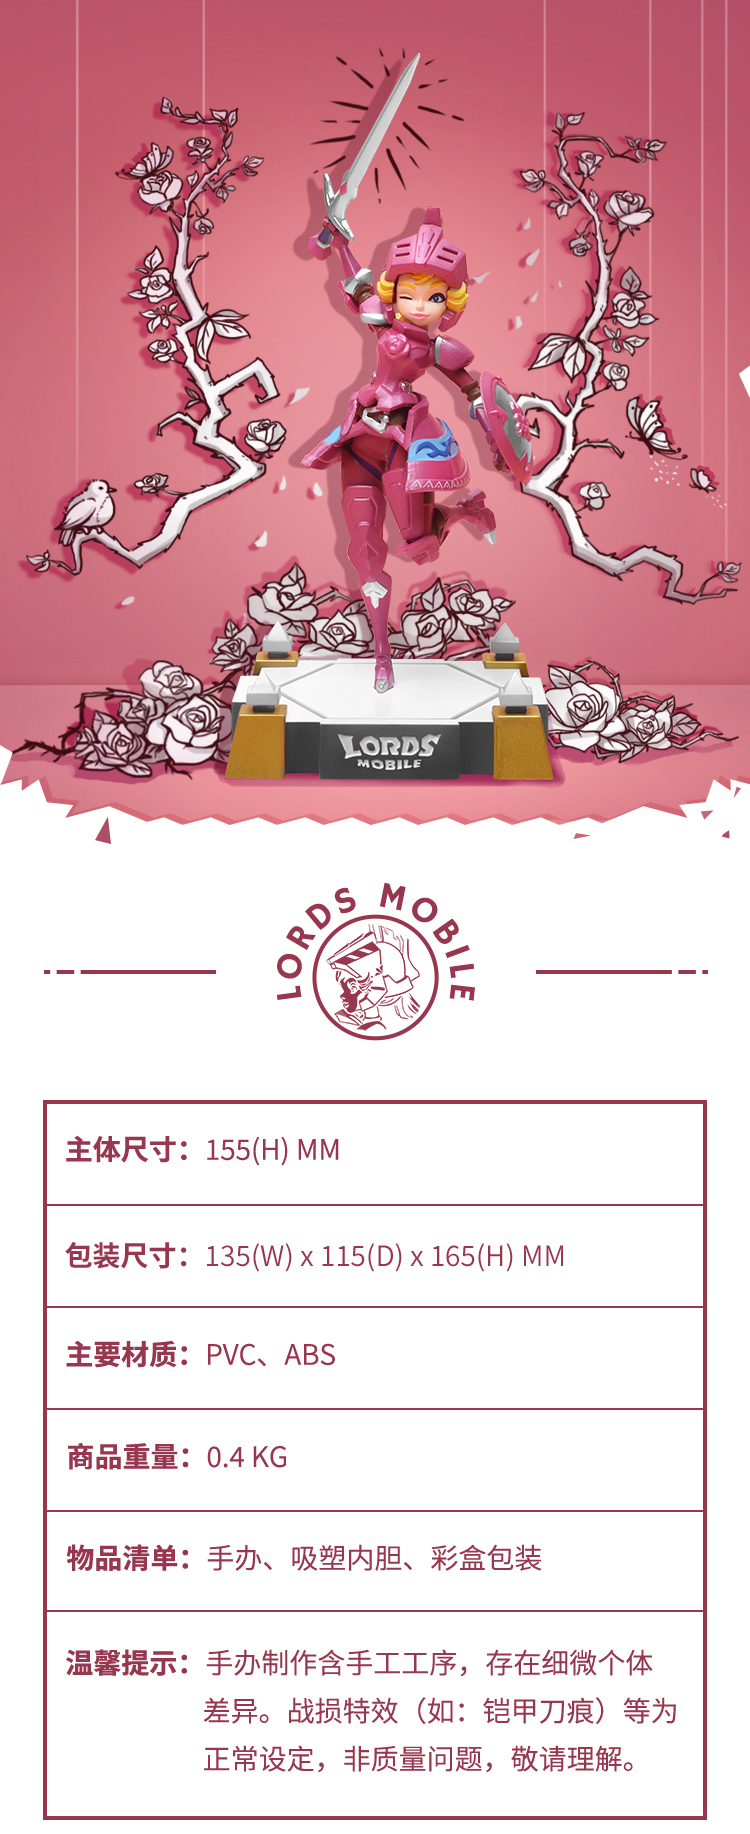 LORDS
MOBILE
LORDS MOBILE
主体尺寸：155(H) MM
包装尺寸：135(W) x 115(D) x 165(H) MM
主要材质：PVC、ABS
商品重量：0.4 KG
物品清单：手办、吸塑内胆、彩盒包装
温馨提示：手办制作含手工工序，存在细微个体
差异。战损特效（如：铠甲刀痕）等为
正常设定，非质量问题，敬请理解。